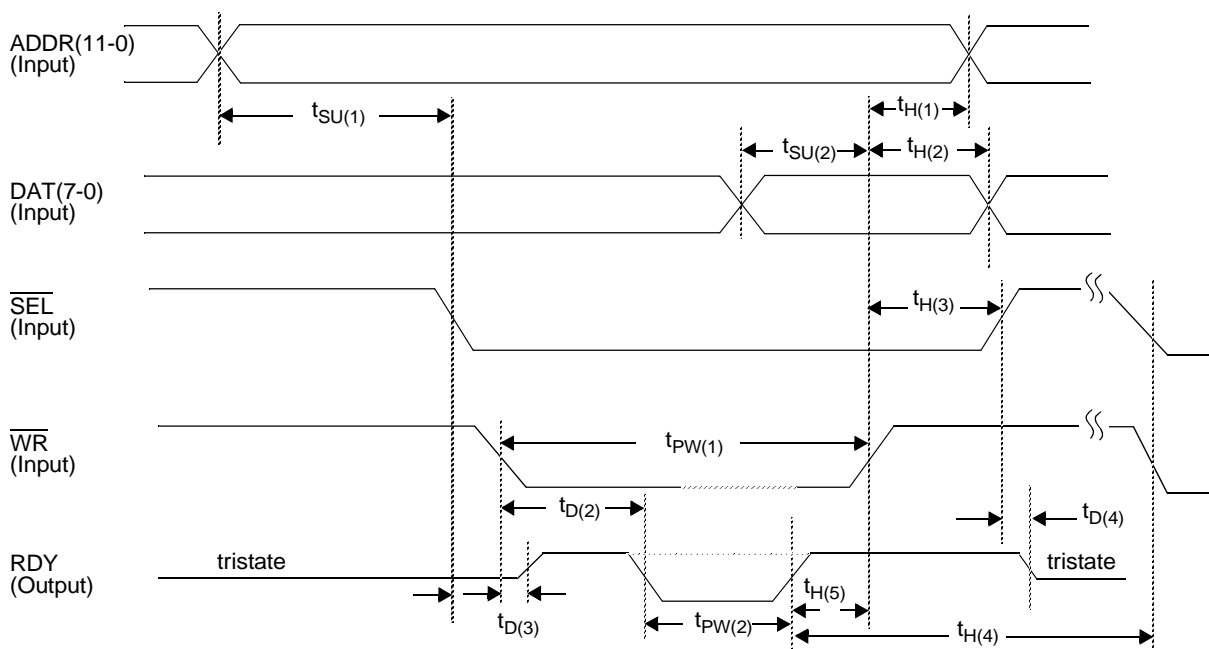 ADDR(11-0)
(Input)
tSU(1)
tH(1)
tSU(2)
tH(2)
DAT(7-0)
(Input)
SEL
(Input)
tH(3)
WR
(Input)
tPW(1)
tD(2)
tD(4)
RDY
(Output)
tristate
tristate
tD(3)
tPW(2)
tH(5)
tH(4)